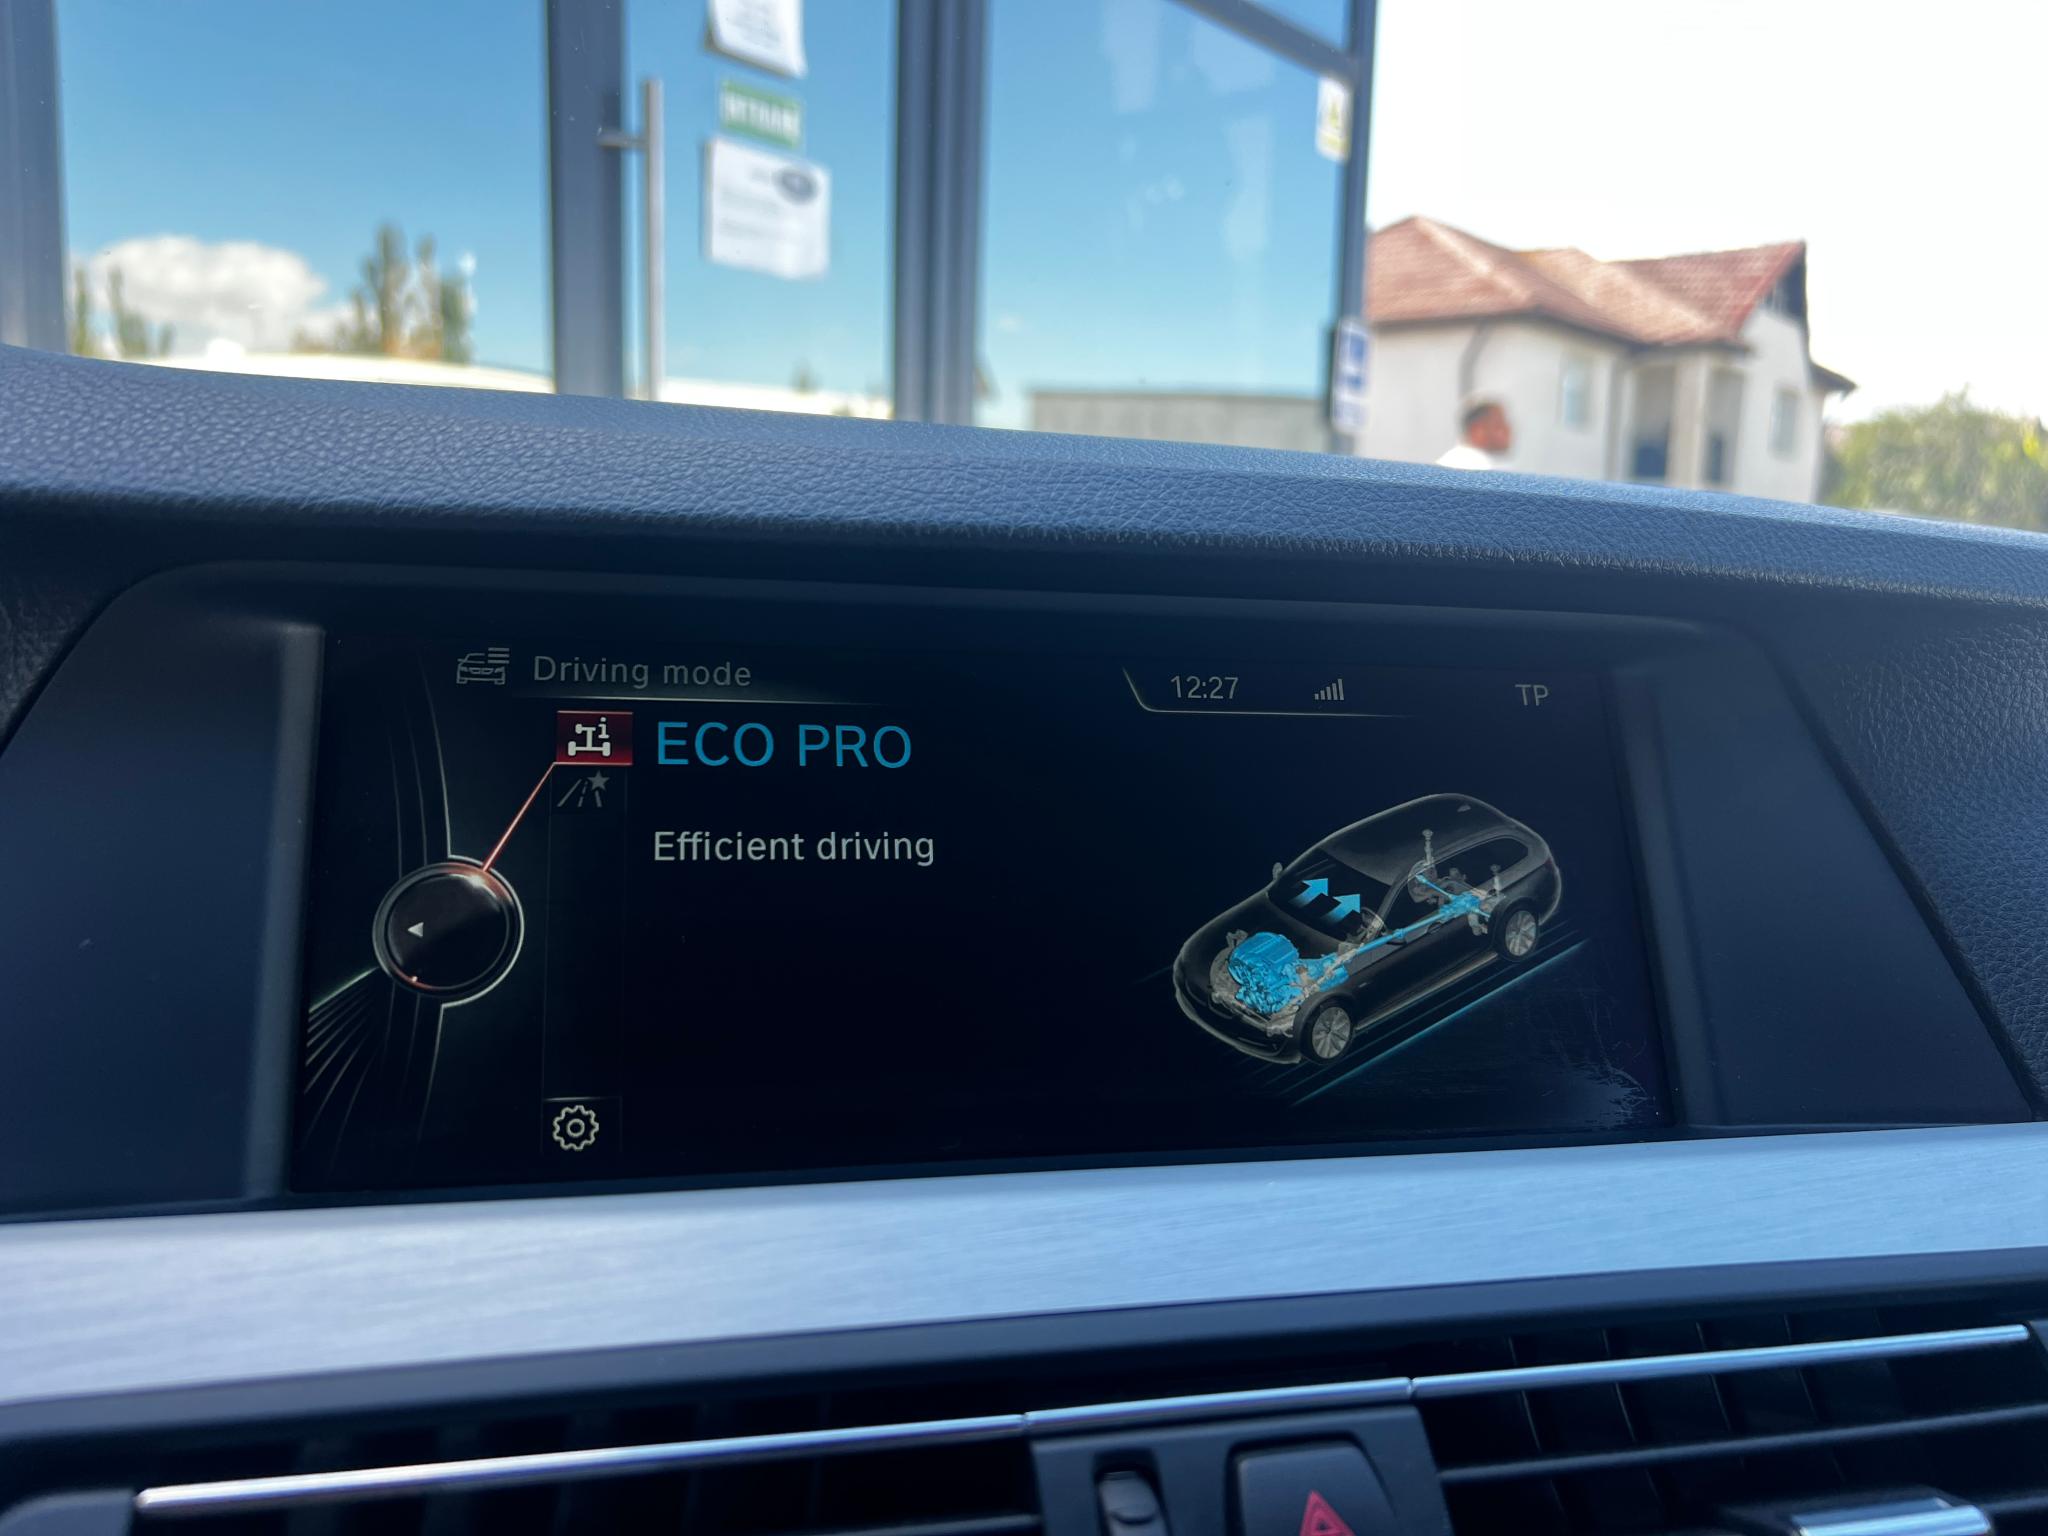 Driving mode
12:27
TP
ECO PRO
Efficient driving